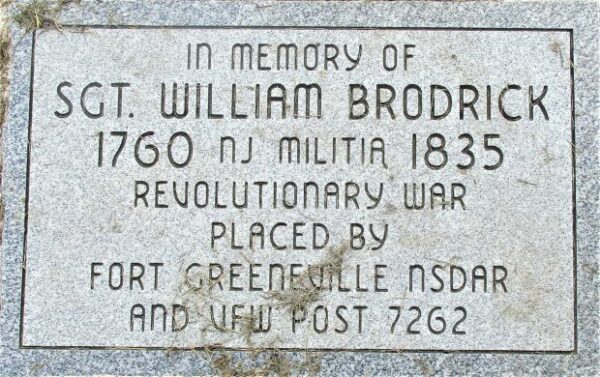 IN MEMORY OF
SGT. WILLIAM BRODRICK
1760 NJ MILITIA 1835
REVOLUTIONARY WAR
PLACED BY
FORT GREENEVILLE NSDAR
AND VFW POST 7262